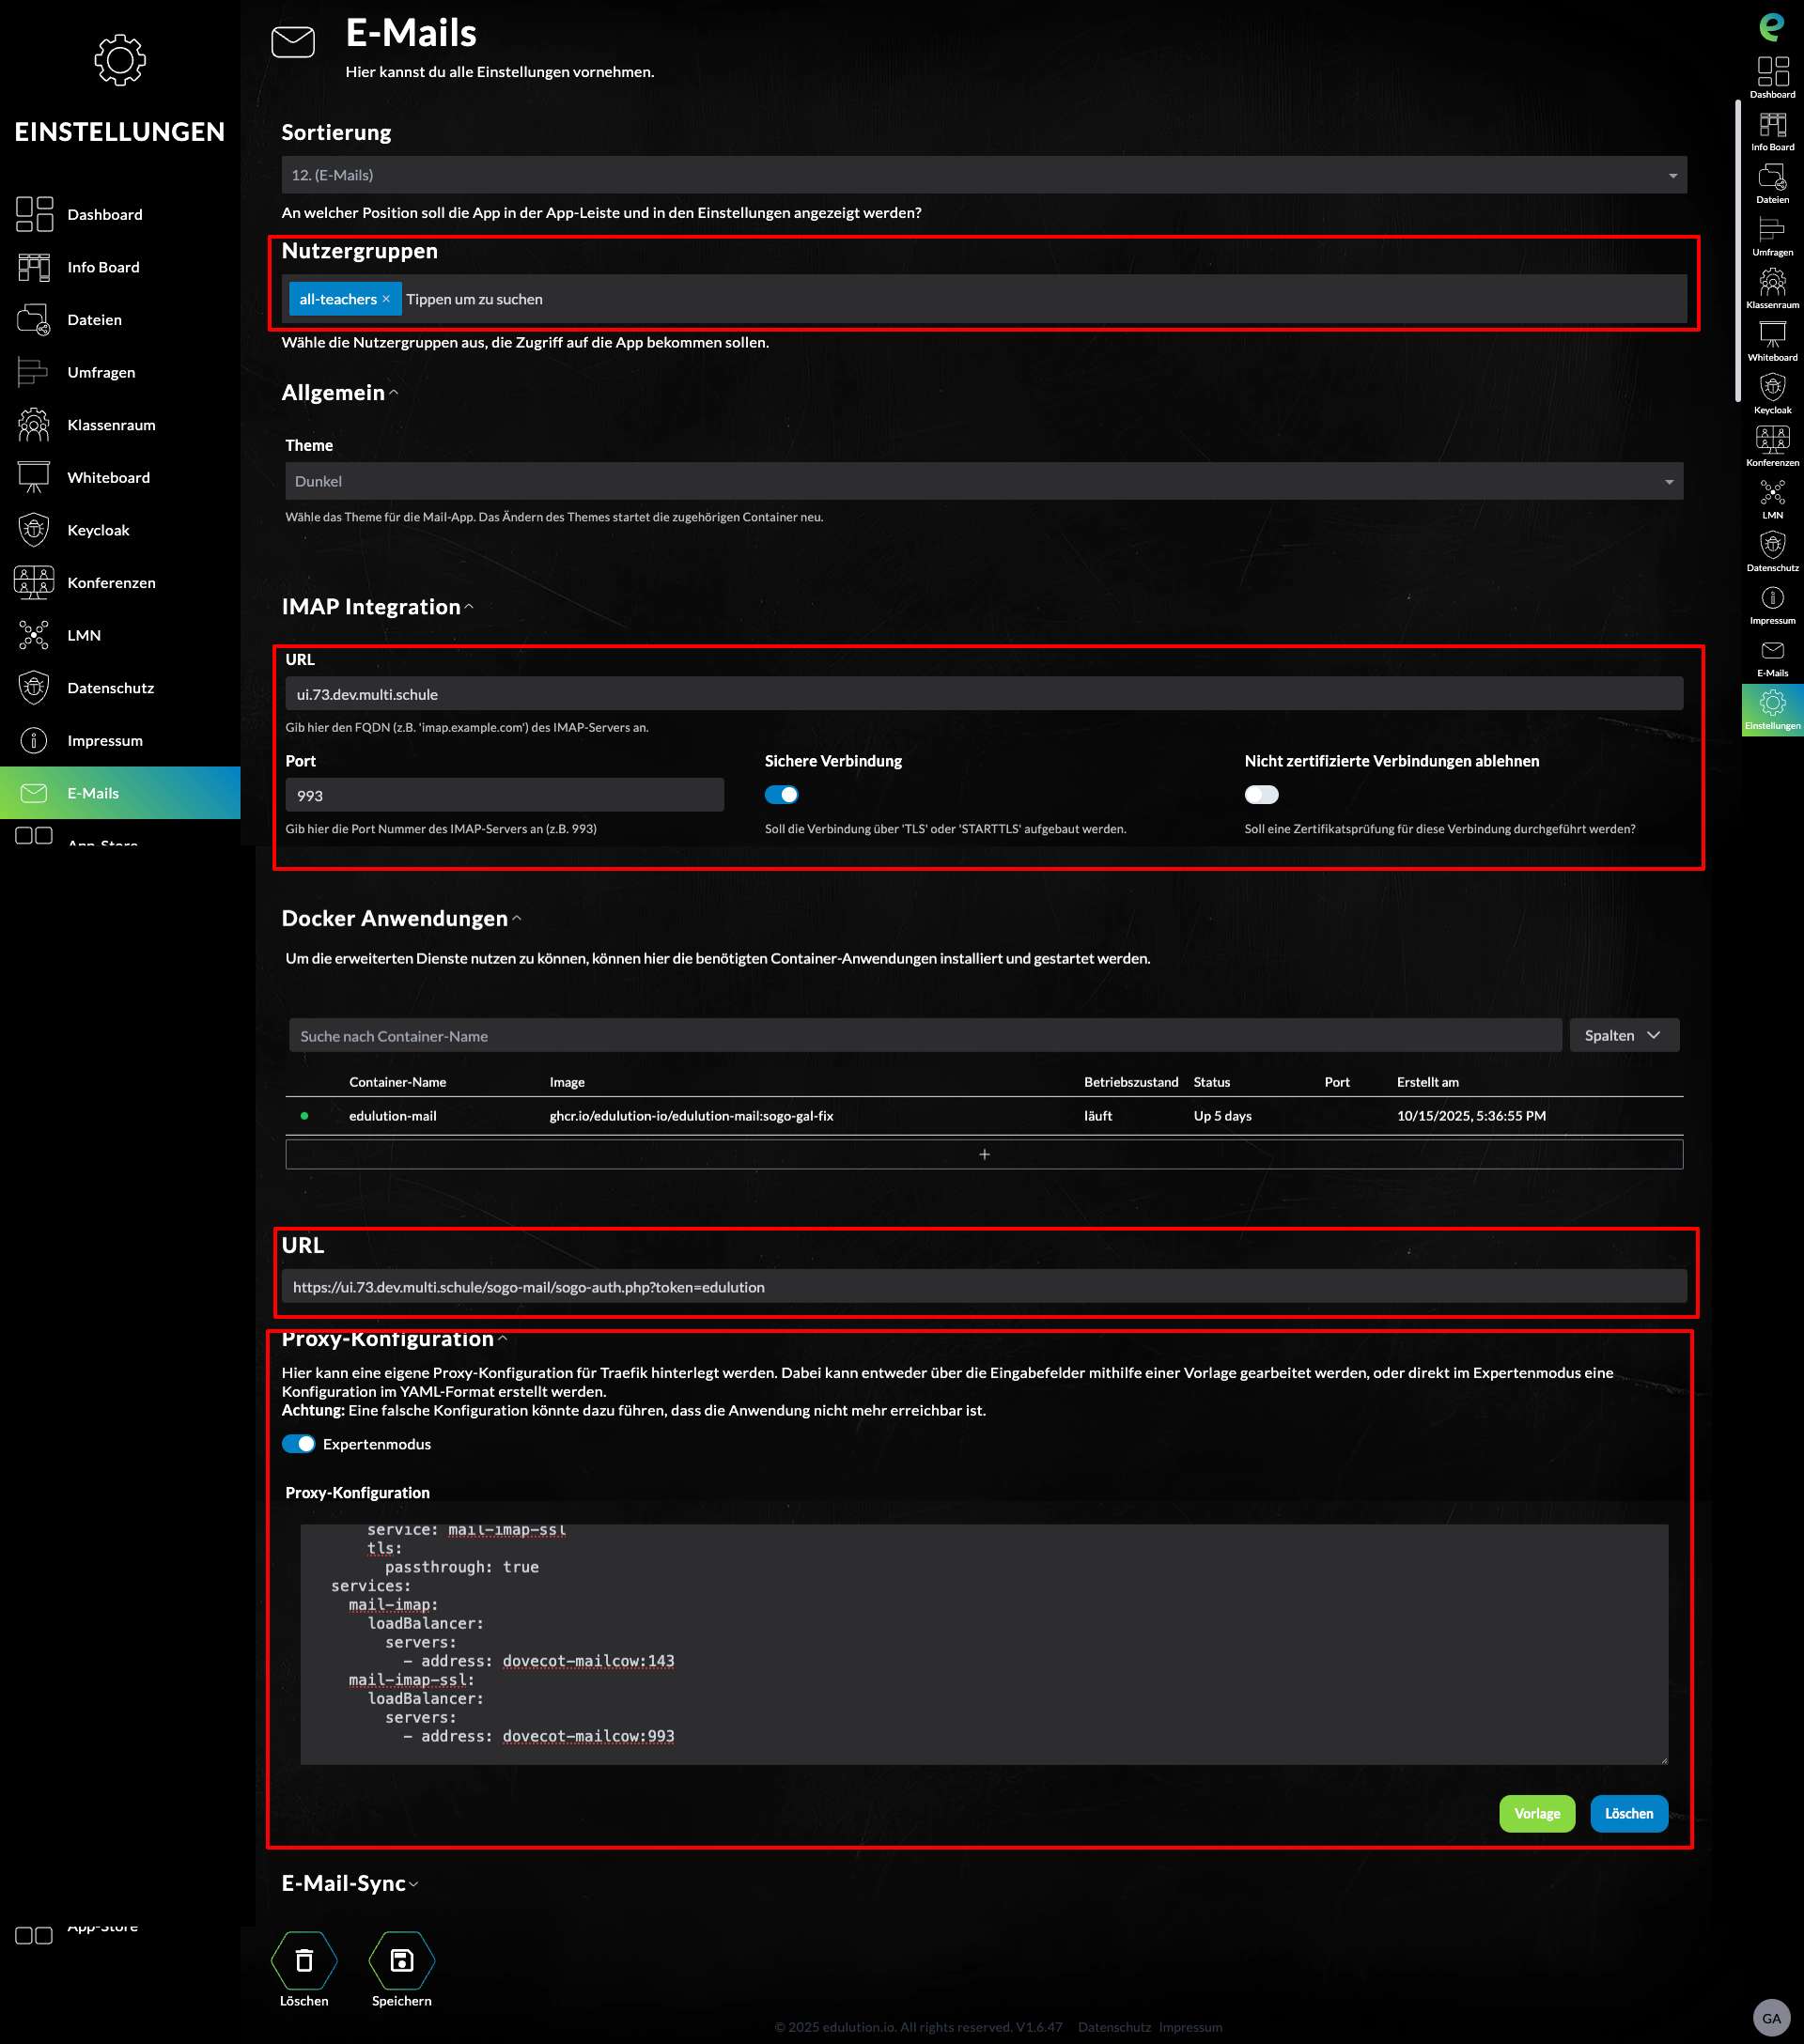 EINSTELLUNGEN
Dashboard
Info Board
Dateien
Umfragen
Klassenraum
Whiteboard
Keycloak
Konferenzen
LMN
Datenschutz
Impressum
E-Mails
App-Store
App-Store
E-Mails
Hier kannst du alle Einstellungen vornehmen.
Sortierung
12. (E-Mails)
An welcher Position soll die App in der App-Leiste und in den Einstellungen angezeigt werden?
Nutzergruppen
all-teachers × Tippen um zu suchen
Wähle die Nutzergruppen aus, die Zugriff auf die App bekommen sollen.
Allgemein
Theme
Dunkel
Wähle das Theme für die Mail-App. Das Ändern des Themes startet die zugehörigen Container neu.
IMAP Integration
URL
ui.73.dev.multi.schule
Gib hier den FQDN (z.B. 'imap.example.com') des IMAP-Servers an.
Port
993
Gib hier die Port Nummer des IMAP-Servers an (z.B. 993)
Sichere Verbindung
Soll die Verbindung über 'TLS' oder 'STARTTLS' aufgebaut werden.
Nicht zertifizierte Verbindungen ablehnen
Soll eine Zertifikatsprüfung für diese Verbindung durchgeführt werden?
Docker Anwendungen
Um die erweiterten Dienste nutzen zu können, können hier die benötigten Container-Anwendungen installiert und gestartet werden.
Suche nach Container-Name
Spalten
Container-Name Image Betriebszustand Status Port Erstellt am
edulution-mail ghcr.io/edulution-io/edulution-mail:sogo-gal-fix läuft Up 5 days 10/15/2025, 5:36:55 PM
+
URL
https://ui.73.dev.multi.schule/sogo-mail/sogo-auth.php?token=edulution
Proxy-Konfiguration
Hier kann eine eigene Proxy-Konfiguration für Traefik hinterlegt werden. Dabei kann entweder über die Eingabefelder mithilfe einer Vorlage gearbeitet werden, oder direkt im Expertenmodus eine
Konfiguration im YAML-Format erstellt werden.
Achtung: Eine falsche Konfiguration könnte dazu führen, dass die Anwendung nicht mehr erreichbar ist.
Expertenmodus
Proxy-Konfiguration
service: mail-imap-ssl
tls:
passthrough: true
services:
mail-imap:
loadBalancer:
servers:
- address: dovecot-mailcow:143
mail-imap-ssl:
loadBalancer:
servers:
- address: dovecot-mailcow:993
Vorlage
Löschen
E-Mail-Sync
Löschen
Speichern
© 2025 edulution.io. All rights reserved. V1.6.47 Datenschutz Impressum
e
Dashboard
Info Board
Dateien
Umfragen
Klassenraum
Whiteboard
Keycloak
Konferenzen
LMN
Datenschutz
Impressum
E-Mails
Einstellungen
GA